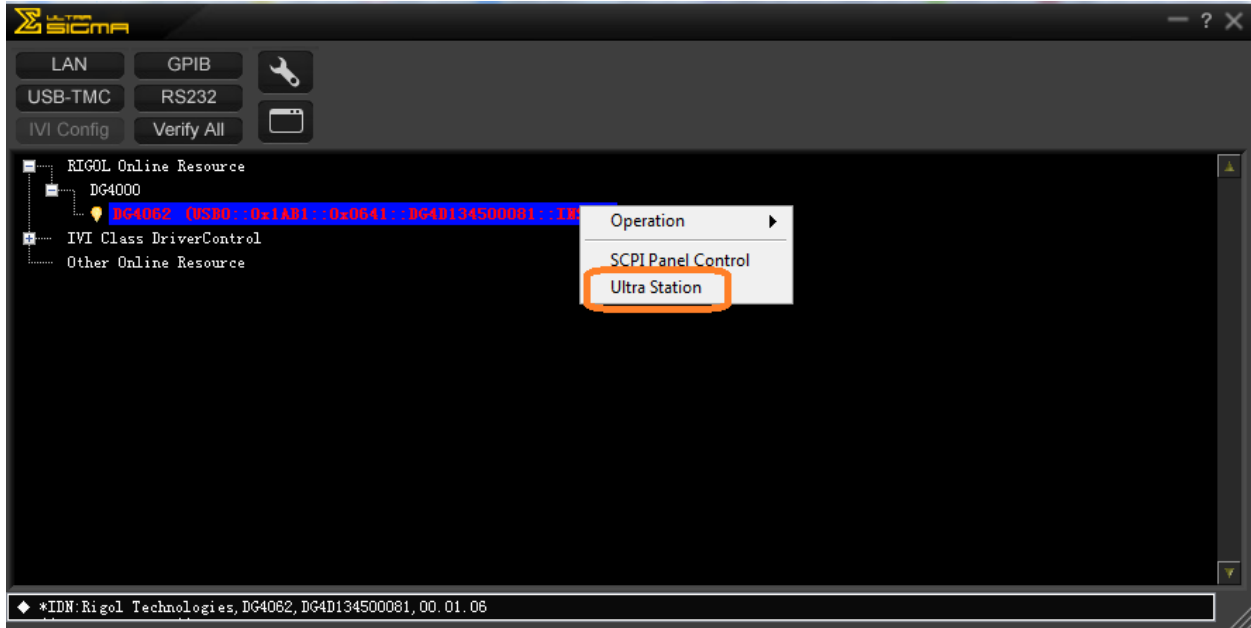 ULTRA
SIGMA
?
LAN GPIB
USB-TMC RS232
IVI Config Verify All
RIGOL Online Resource
DG4000
DG4062 (USB0::0x1AB1::0x0641::DG4D134500081::INS
IVI Class DriverControl
Other Online Resource
Operation
SCPI Panel Control
Ultra Station
*IDN:Rigol Technologies,DG4062,DG4D134500081,00.01.06